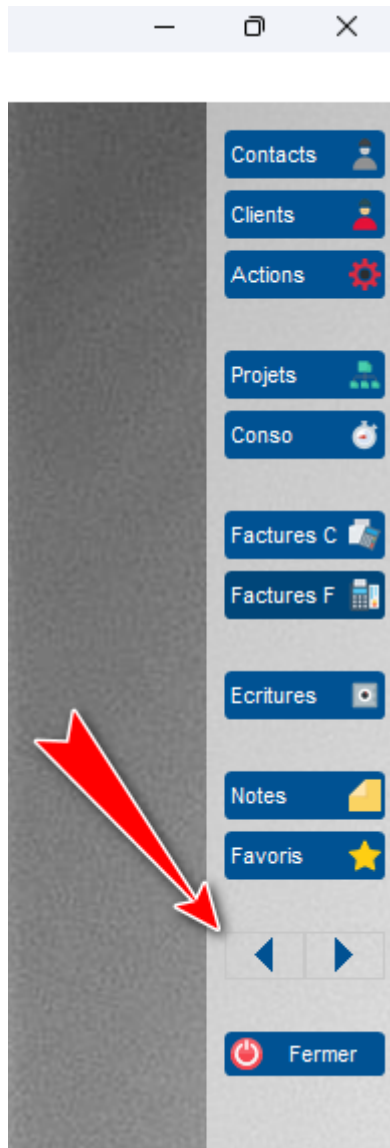 Contacts
Clients
Actions
Projets
Conso
Factures C
Factures F
Ecritures
Notes
Favoris
Fermer